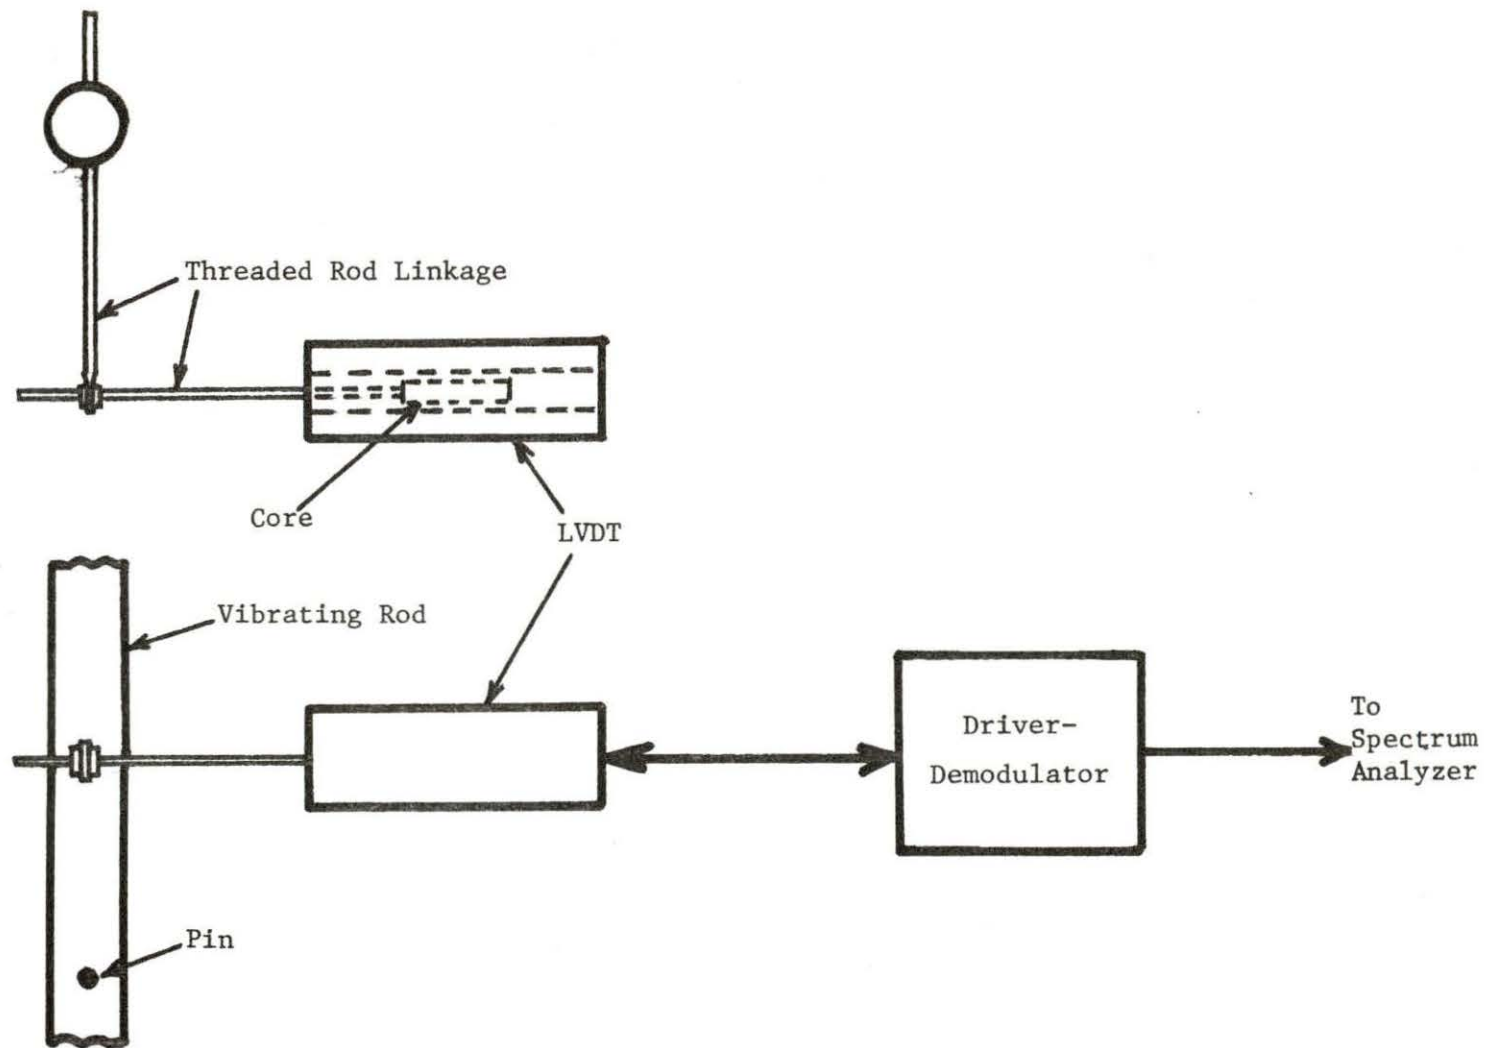 Threaded Rod Linkage
Core
LVDT
Vibrating Rod
Driver-
Demodulator
To
Spectrum
Analyzer
Pin